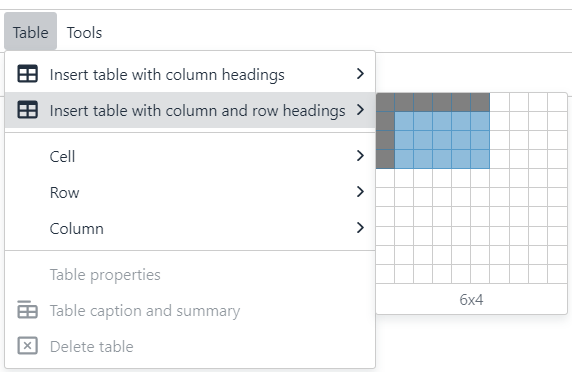 Table Tools
Insert table with column headings
Insert table with column and row headings
Cell
Row
Column
Table properties
Table caption and summary
Delete table
6x4